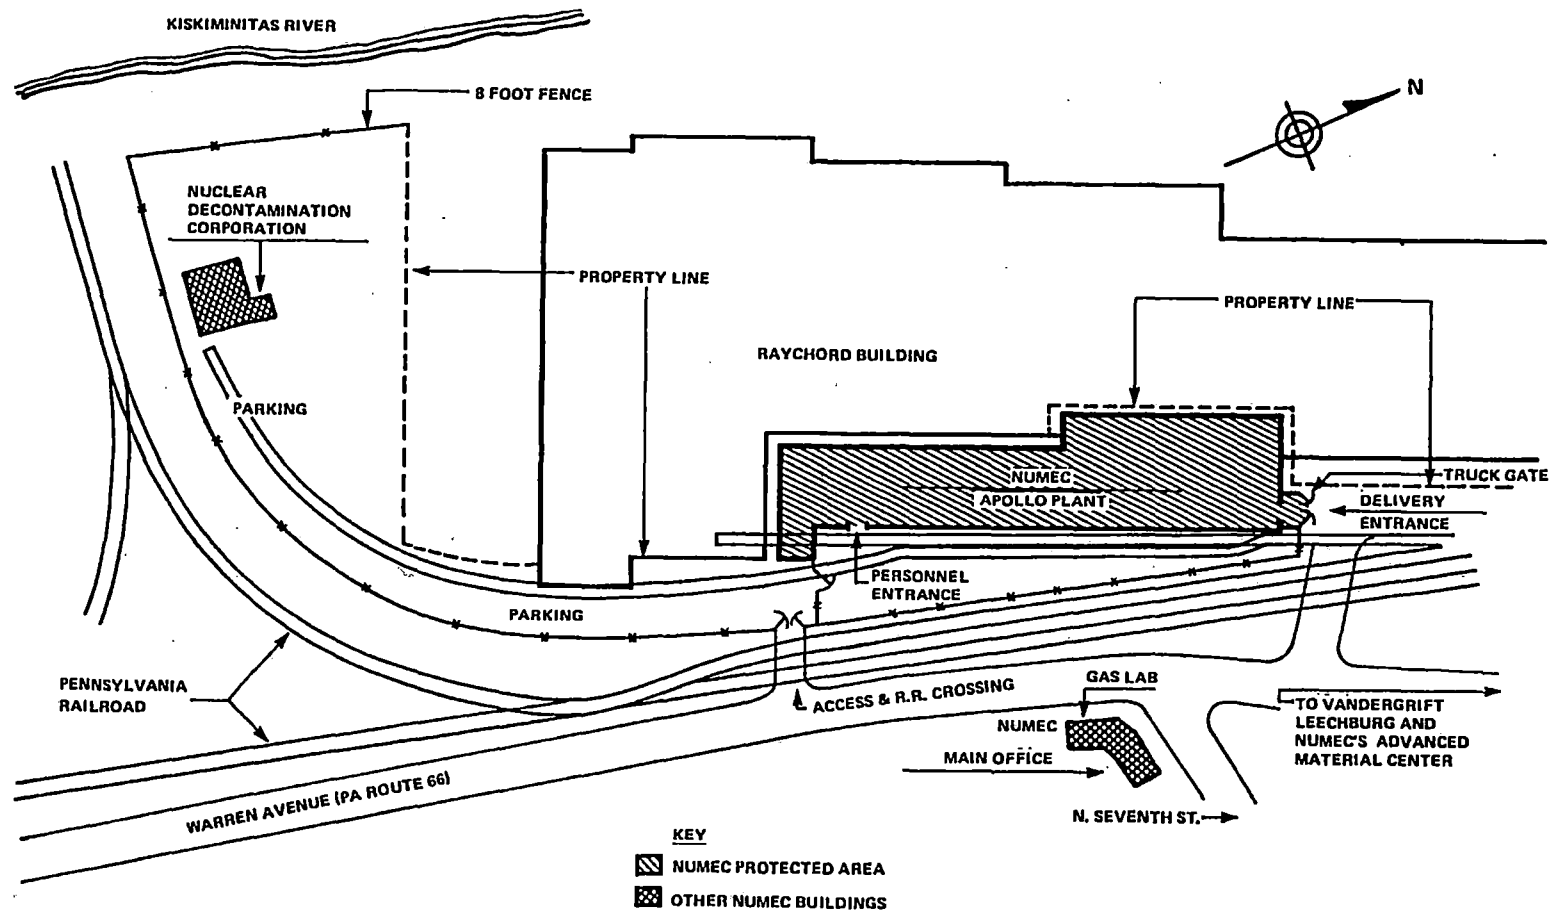 KISKIMINITAS RIVER
8 FOOT FENCE
N
NUCLEAR
DECONTAMINATION
CORPORATION
PROPERTY LINE
PROPERTY LINE
RAYCHORD BUILDING
PARKING
NUMEC
APOLLO PLANT
TRUCK GATE
DELIVERY
ENTRANCE
PERSONNEL
ENTRANCE
PARKING
PENNSYLVANIA
RAILROAD
ACCESS & R.R. CROSSING
GAS LAB
NUMEC
MAIN OFFICE
TO VANDERGRIFT
LEECHBURG AND
NUMEC'S ADVANCED
MATERIAL CENTER
WARREN AVENUE (PA ROUTE 66)
N. SEVENTH ST.
KEY
NUMEC PROTECTED AREA
OTHER NUMEC BUILDINGS